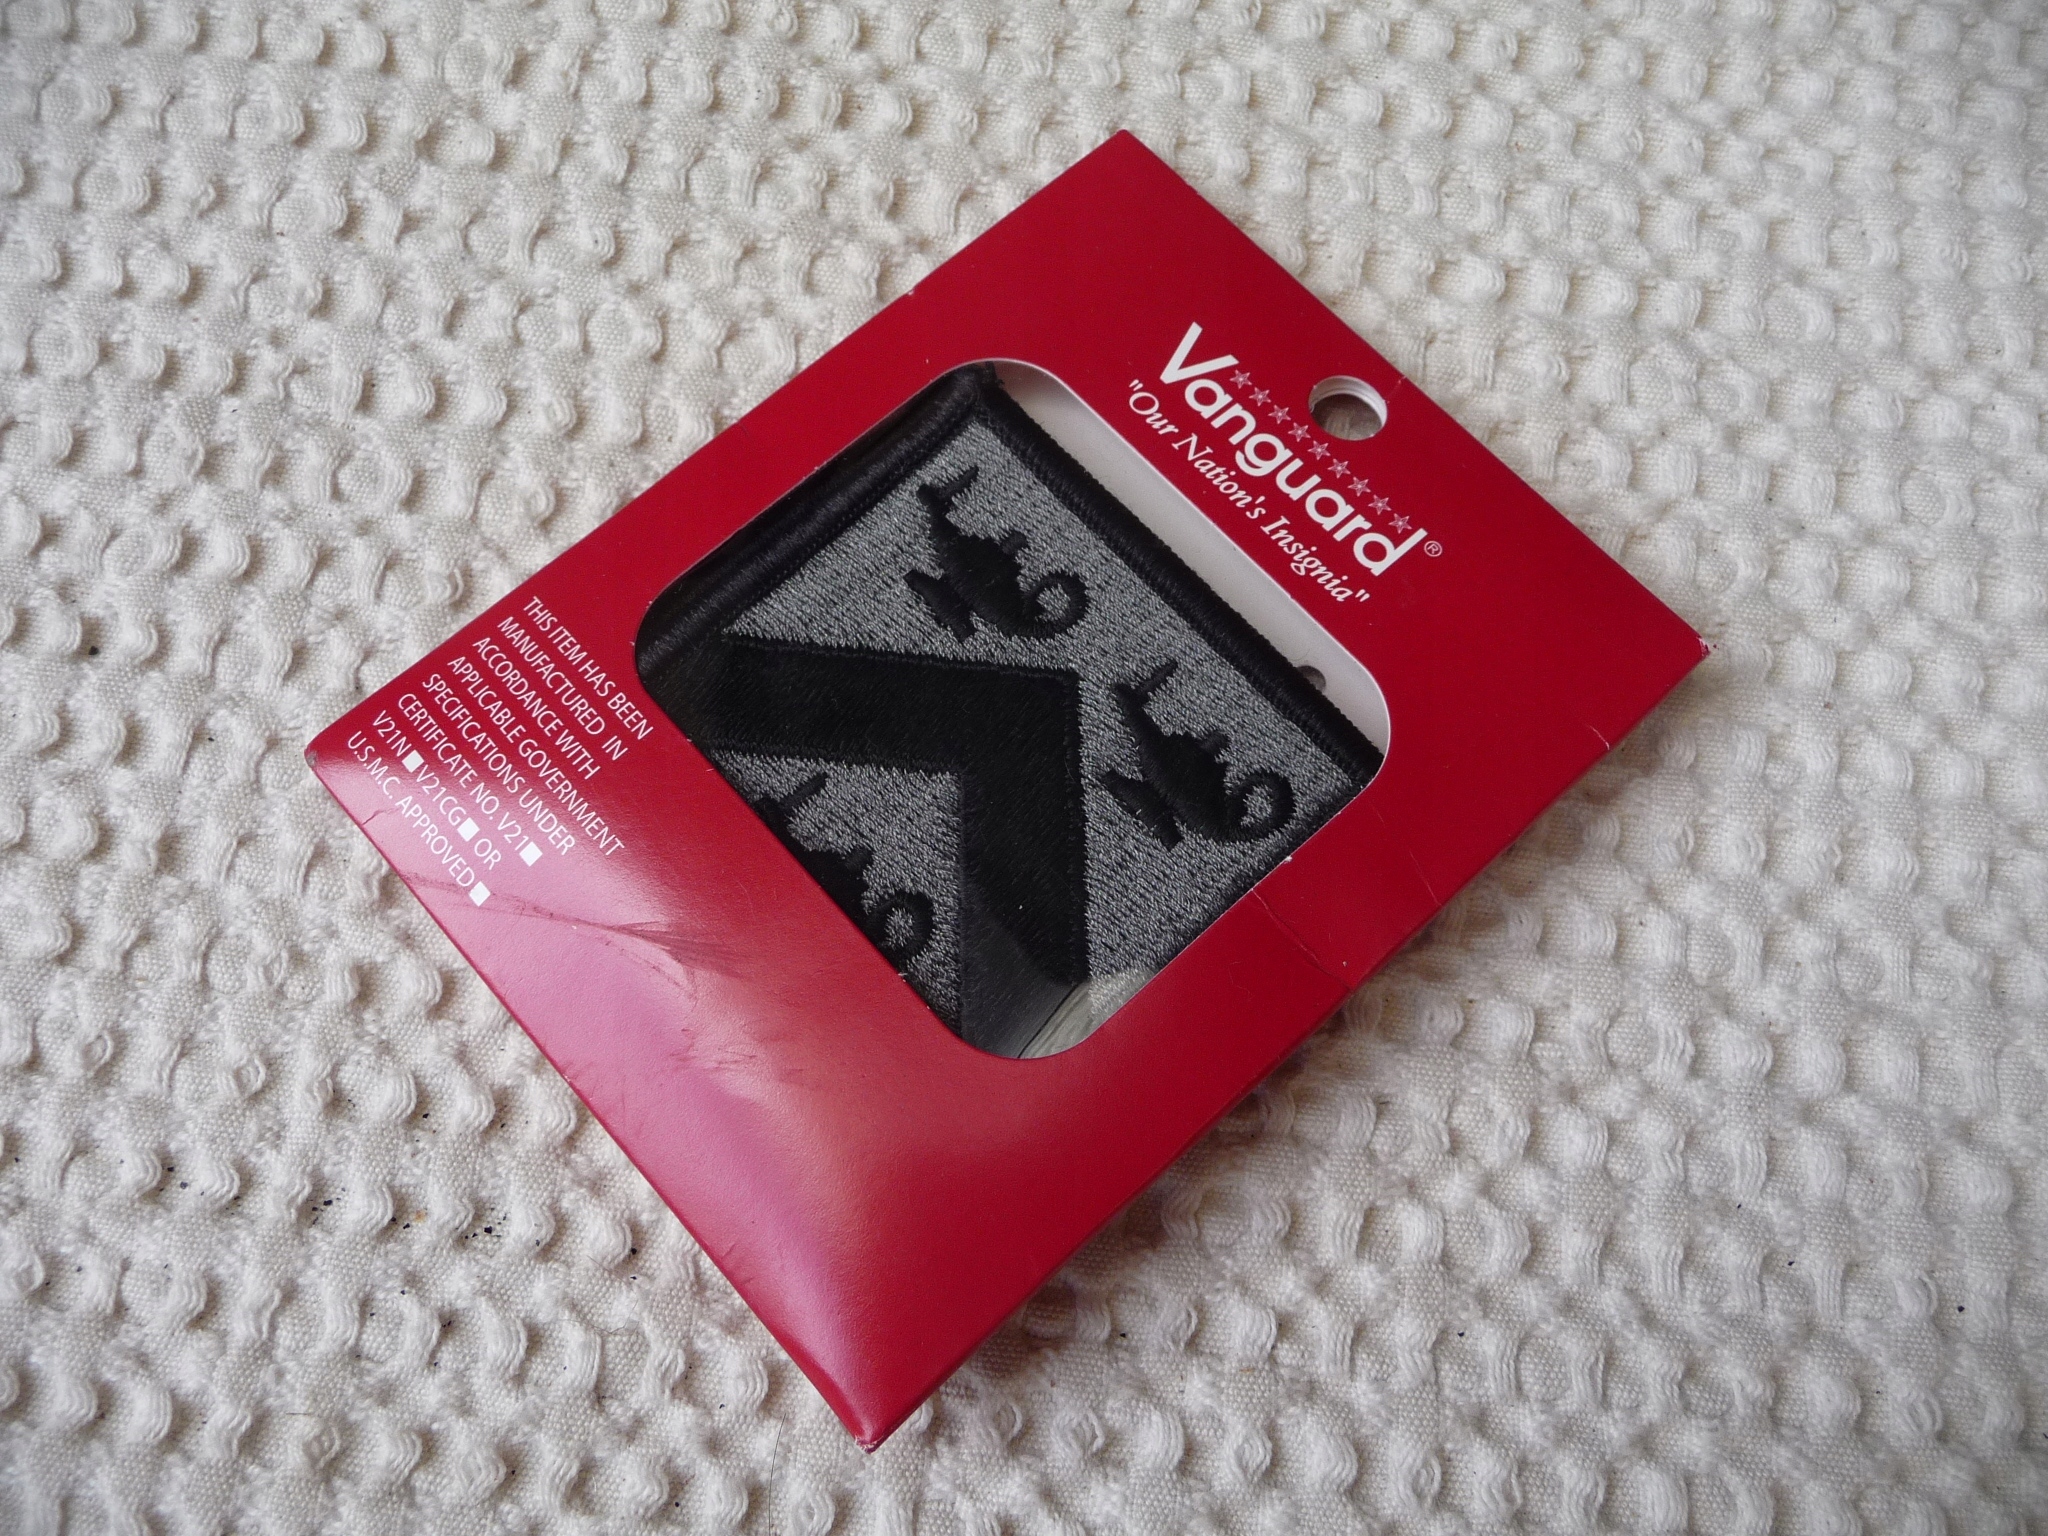 Vanguard®
"Our Nation's Insignia"
THIS ITEM HAS BEEN
MANUFACTURED IN
ACCORDANCE WITH
APPLICABLE GOVERNMENT
SPECIFICATIONS UNDER
CERTIFICATE NO. V21■
V21N■V21CG■ OR
U.S.M.C. APPROVED■